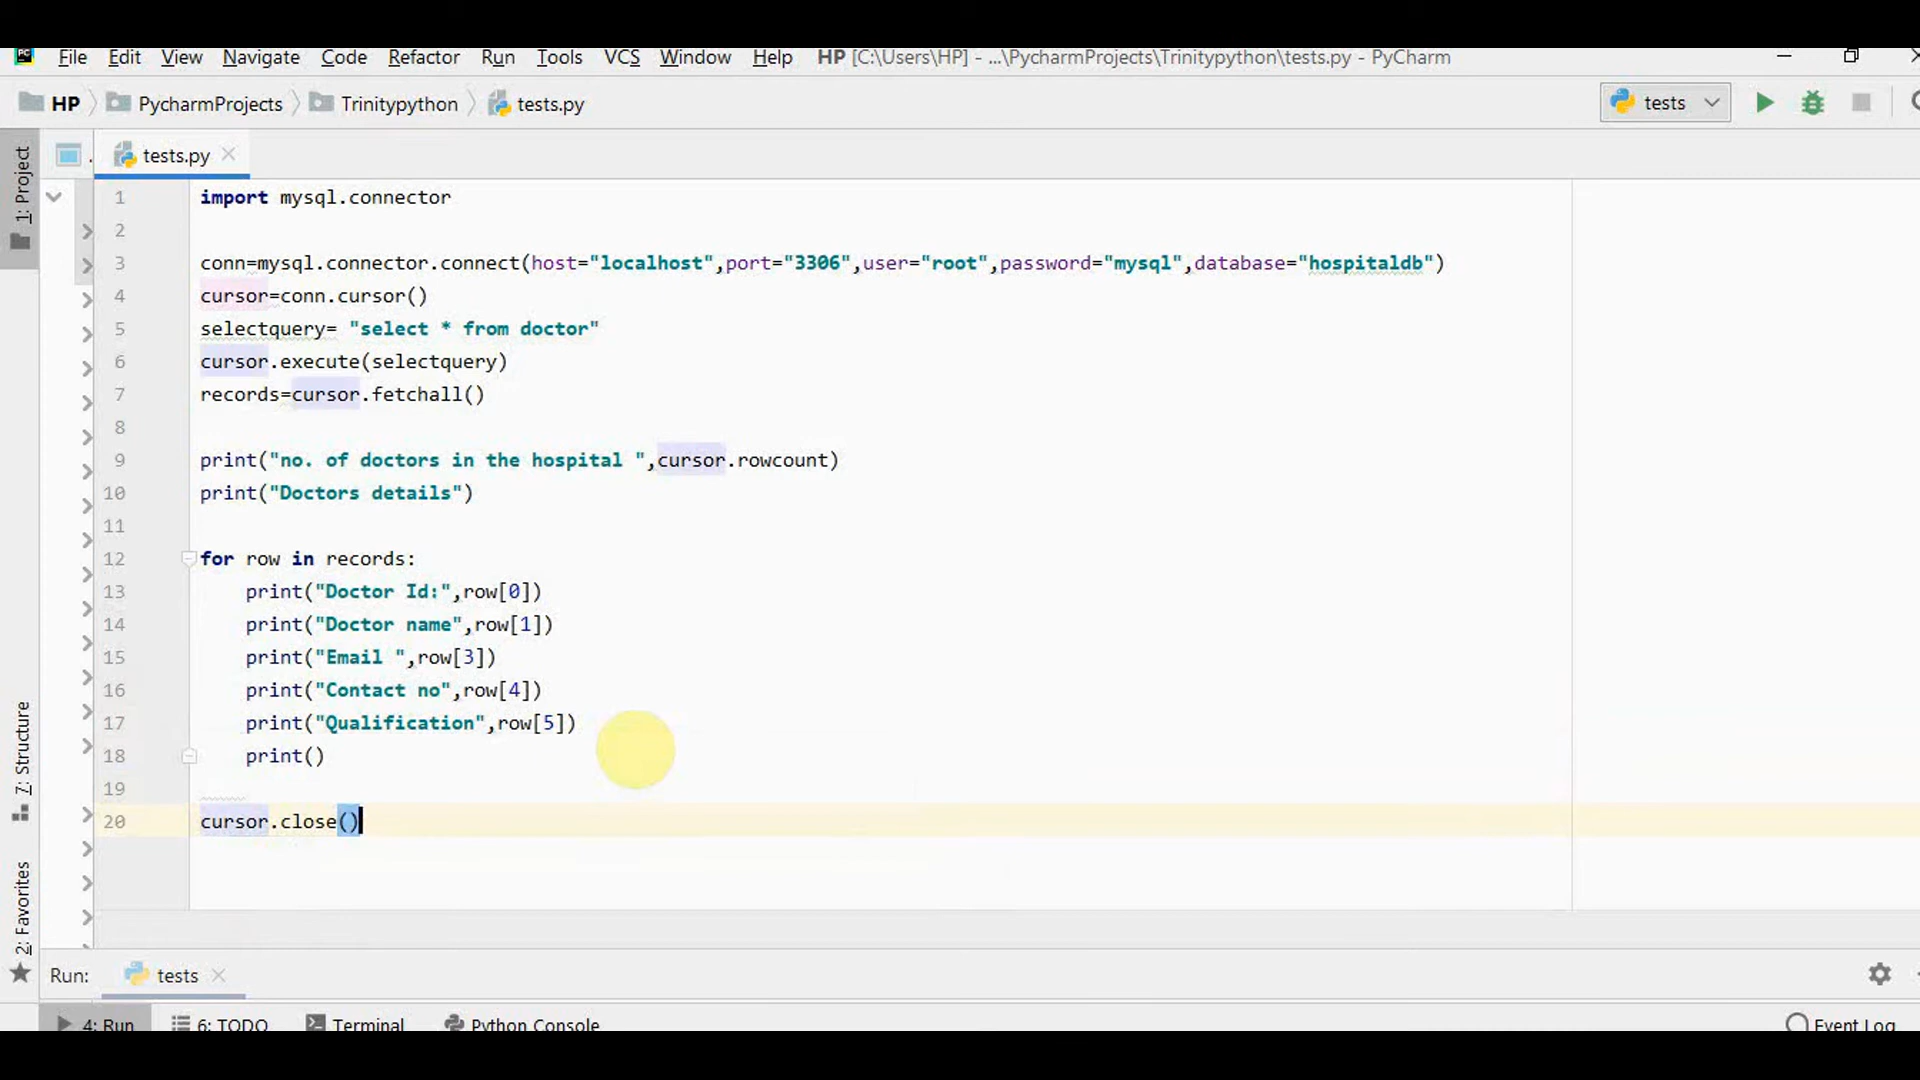 File Edit View Navigate Code Refactor Run Tools VCS Window Help HP [C:\Users\HP] - ...\PycharmProjects\Trinitypython\tests.py - PyCharm
HP PycharmProjects Trinitypython tests.py tests
1: Project
tests.py
1 import mysql.connector
2
3 conn=mysql.connector.connect(host="localhost",port="3306",user="root",password="mysql",database="hospitaldb")
4 cursor=conn.cursor()
5 selectquery= "select * from doctor"
6 cursor.execute(selectquery)
7 records=cursor.fetchall()
8
9 print("no. of doctors in the hospital ",cursor.rowcount)
10 print("Doctors details")
11
12 for row in records:
13     print("Doctor Id:",row[0])
14     print("Doctor name",row[1])
15     print("Email ",row[3])
16     print("Contact no",row[4])
17     print("Qualification",row[5])
18     print()
19
20 cursor.close()
7: Structure
2: Favorites
Run: tests
4: Run 6: TODO Terminal Python Console Event Log